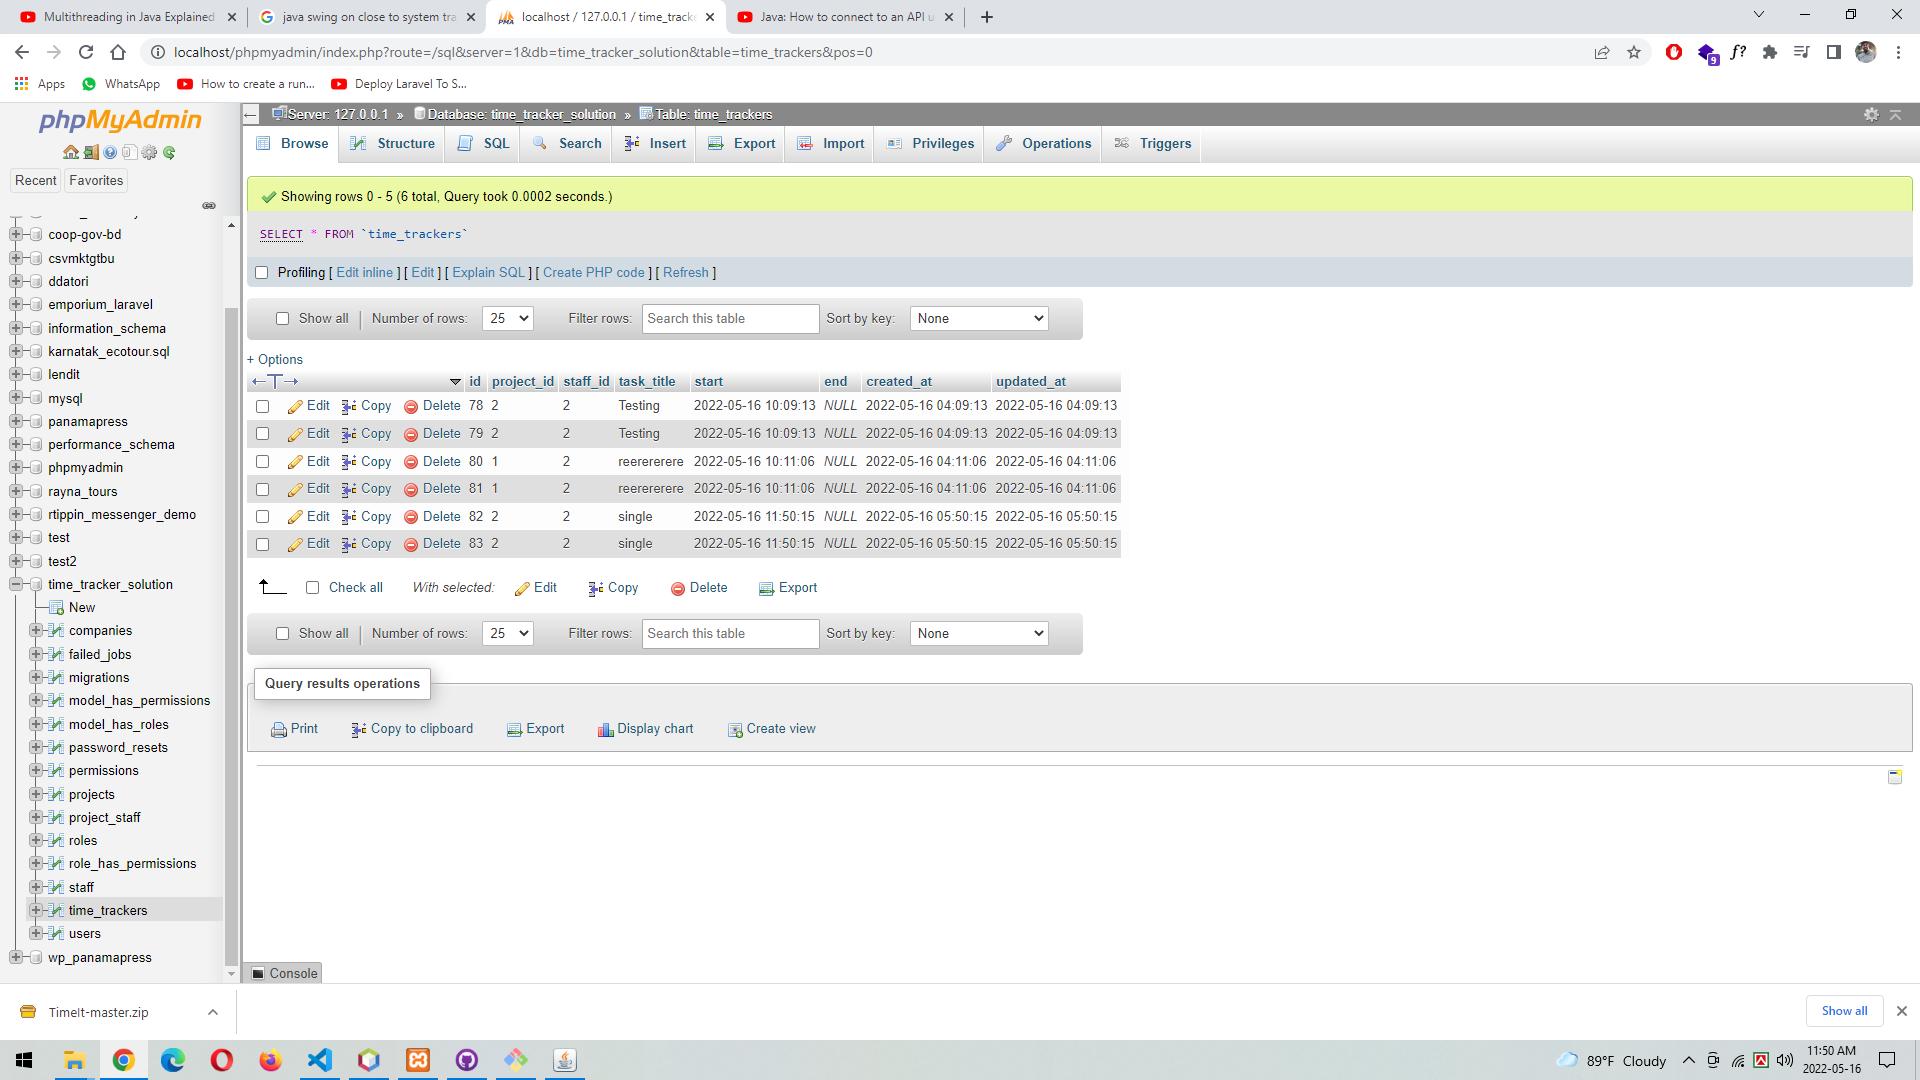 Multithreading in Java Explained
java swing on close to system tra
localhost / 127.0.0.1 / time_track
Java: How to connect to an API u
localhost/phpmyadmin/index.php?route=/sql&server=1&db=time_tracker_solution&table=time_trackers&pos=0
f?
9
Apps
WhatsApp
How to create a run...
Deploy Laravel To S...
phpMyAdmin
Recent
Favorites
coop-gov-bd
csvmktgtbu
ddatori
emporium_laravel
information_schema
karnatak_ecotour.sql
lendit
mysql
panamapress
performance_schema
phpmyadmin
rayna_tours
rtippin_messenger_demo
test
test2
time_tracker_solution
New
companies
failed_jobs
migrations
model_has_permissions
model_has_roles
password_resets
permissions
projects
project_staff
roles
role_has_permissions
staff
time_trackers
users
wp_panamapress
Server: 127.0.0.1 » Database: time_tracker_solution » Table: time_trackers
Browse Structure SQL Search Insert Export Import Privileges Operations Triggers
Showing rows 0 - 5 (6 total, Query took 0.0002 seconds.)
SELECT * FROM `time_trackers`
Profiling [ Edit inline ] [ Edit ] [ Explain SQL ] [ Create PHP code ] [ Refresh ]
Show all Number of rows: 25 Filter rows: Search this table Sort by key: None
+ Options
id project_id staff_id task_title start end created_at updated_at
Edit Copy Delete 78 2 2 Testing 2022-05-16 10:09:13 NULL 2022-05-16 04:09:13 2022-05-16 04:09:13
Edit Copy Delete 79 2 2 Testing 2022-05-16 10:09:13 NULL 2022-05-16 04:09:13 2022-05-16 04:09:13
Edit Copy Delete 80 1 2 reerererere 2022-05-16 10:11:06 NULL 2022-05-16 04:11:06 2022-05-16 04:11:06
Edit Copy Delete 81 1 2 reerererere 2022-05-16 10:11:06 NULL 2022-05-16 04:11:06 2022-05-16 04:11:06
Edit Copy Delete 82 2 2 single 2022-05-16 11:50:15 NULL 2022-05-16 05:50:15 2022-05-16 05:50:15
Edit Copy Delete 83 2 2 single 2022-05-16 11:50:15 NULL 2022-05-16 05:50:15 2022-05-16 05:50:15
Check all With selected: Edit Copy Delete Export
Show all Number of rows: 25 Filter rows: Search this table Sort by key: None
Query results operations
Print Copy to clipboard Export Display chart Create view
Console
TimeIt-master.zip
Show all
89°F Cloudy
11:50 AM
2022-05-16